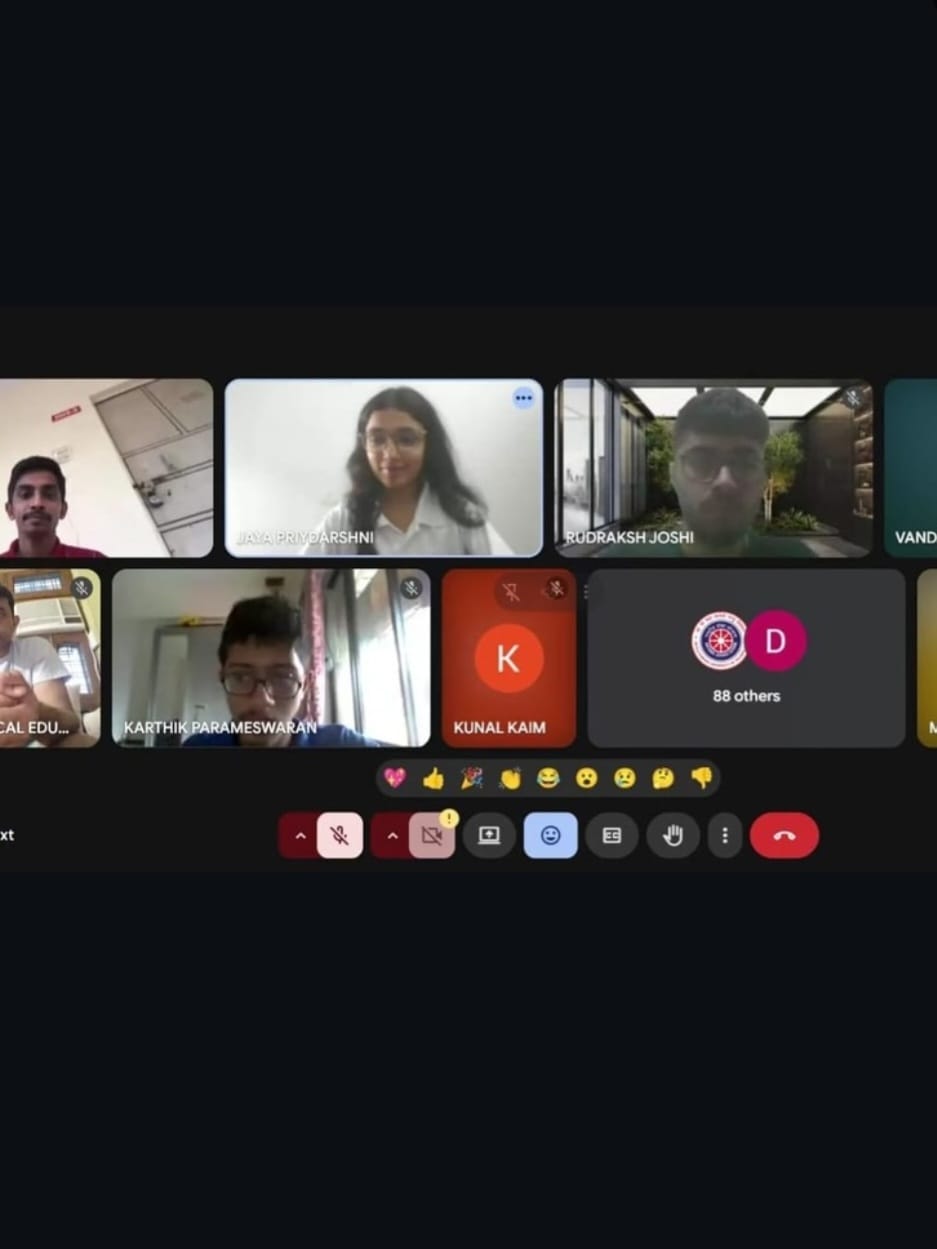 JAYA PRIYDARSHNI
RUDRAKSH JOSHI
VAND
CAL EDU...
KARTHIK PARAMESWARAN
K
KUNAL KAIM
D
88 others
M
xt